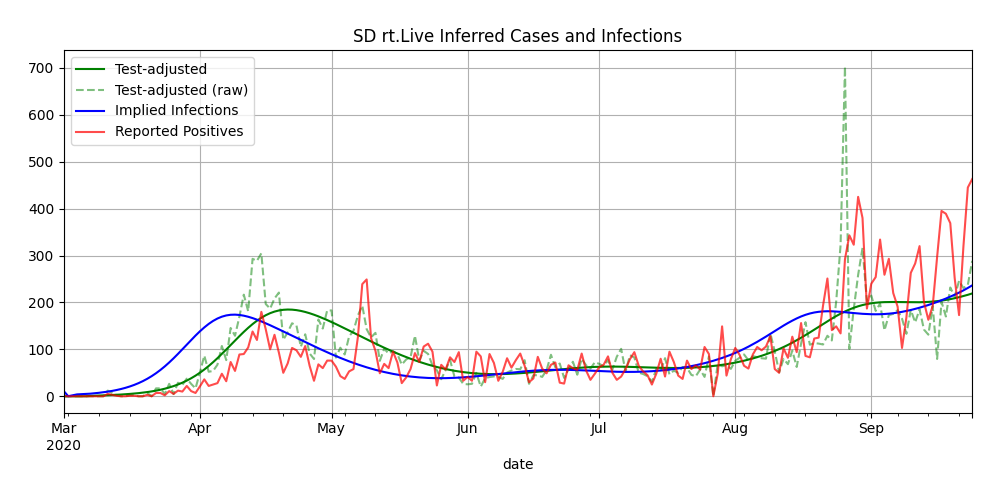 SD rt.Live Inferred Cases and Infections
Test-adjusted
Test-adjusted (raw)
Implied Infections
Reported Positives
700
600
500
400
300
200
100
0
Mar Apr May Jun Jul Aug Sep
2020
date